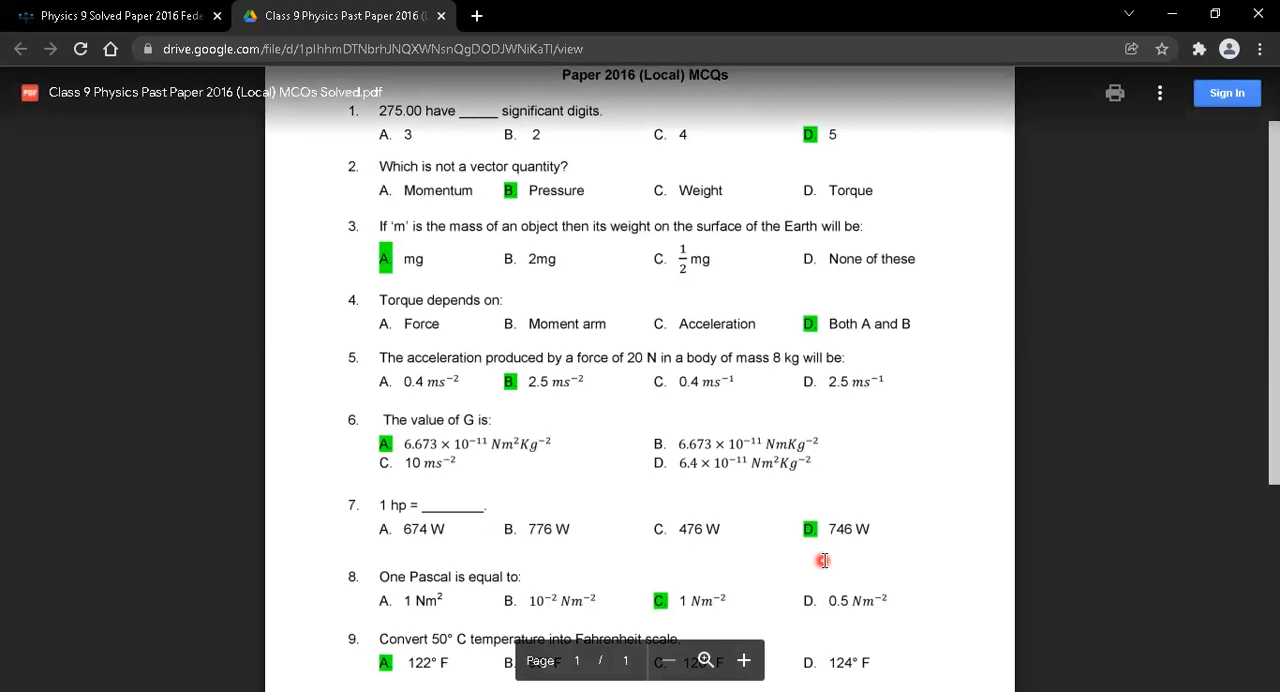 Physics 9 Solved Paper 2016 Fede
Class 9 Physics Past Paper 2016 (L
drive.google.com/file/d/1pIhhmDTNbrhJNQXWNsnQgDODJWNiKaTl/view
Paper 2016 (Local) MCQs
PDF Class 9 Physics Past Paper 2016 (Local) MCQs Solved.pdf
Sign In
1. 275.00 have _____ significant digits.
A. 3 B. 2 C. 4 D. 5
2. Which is not a vector quantity?
A. Momentum B. Pressure C. Weight D. Torque
3. If ‘m’ is the mass of an object then its weight on the surface of the Earth will be:
A. mg B. 2mg C. 1/2 mg D. None of these
4. Torque depends on:
A. Force B. Moment arm C. Acceleration D. Both A and B
5. The acceleration produced by a force of 20 N in a body of mass 8 kg will be:
A. 0.4 ms⁻² B. 2.5 ms⁻² C. 0.4 ms⁻¹ D. 2.5 ms⁻¹
6. The value of G is:
A. 6.673 × 10⁻¹¹ Nm²Kg⁻² B. 6.673 × 10⁻¹¹ NmKg⁻²
C. 10 ms⁻² D. 6.4 × 10⁻¹¹ Nm²Kg⁻²
7. 1 hp = ________.
A. 674 W B. 776 W C. 476 W D. 746 W
8. One Pascal is equal to:
A. 1 Nm² B. 10⁻² Nm⁻² C. 1 Nm⁻² D. 0.5 Nm⁻²
9. Convert 50° C temperature into Fahrenheit scale.
A. 122° F B. C. D. 124° F
Page 1 / 1